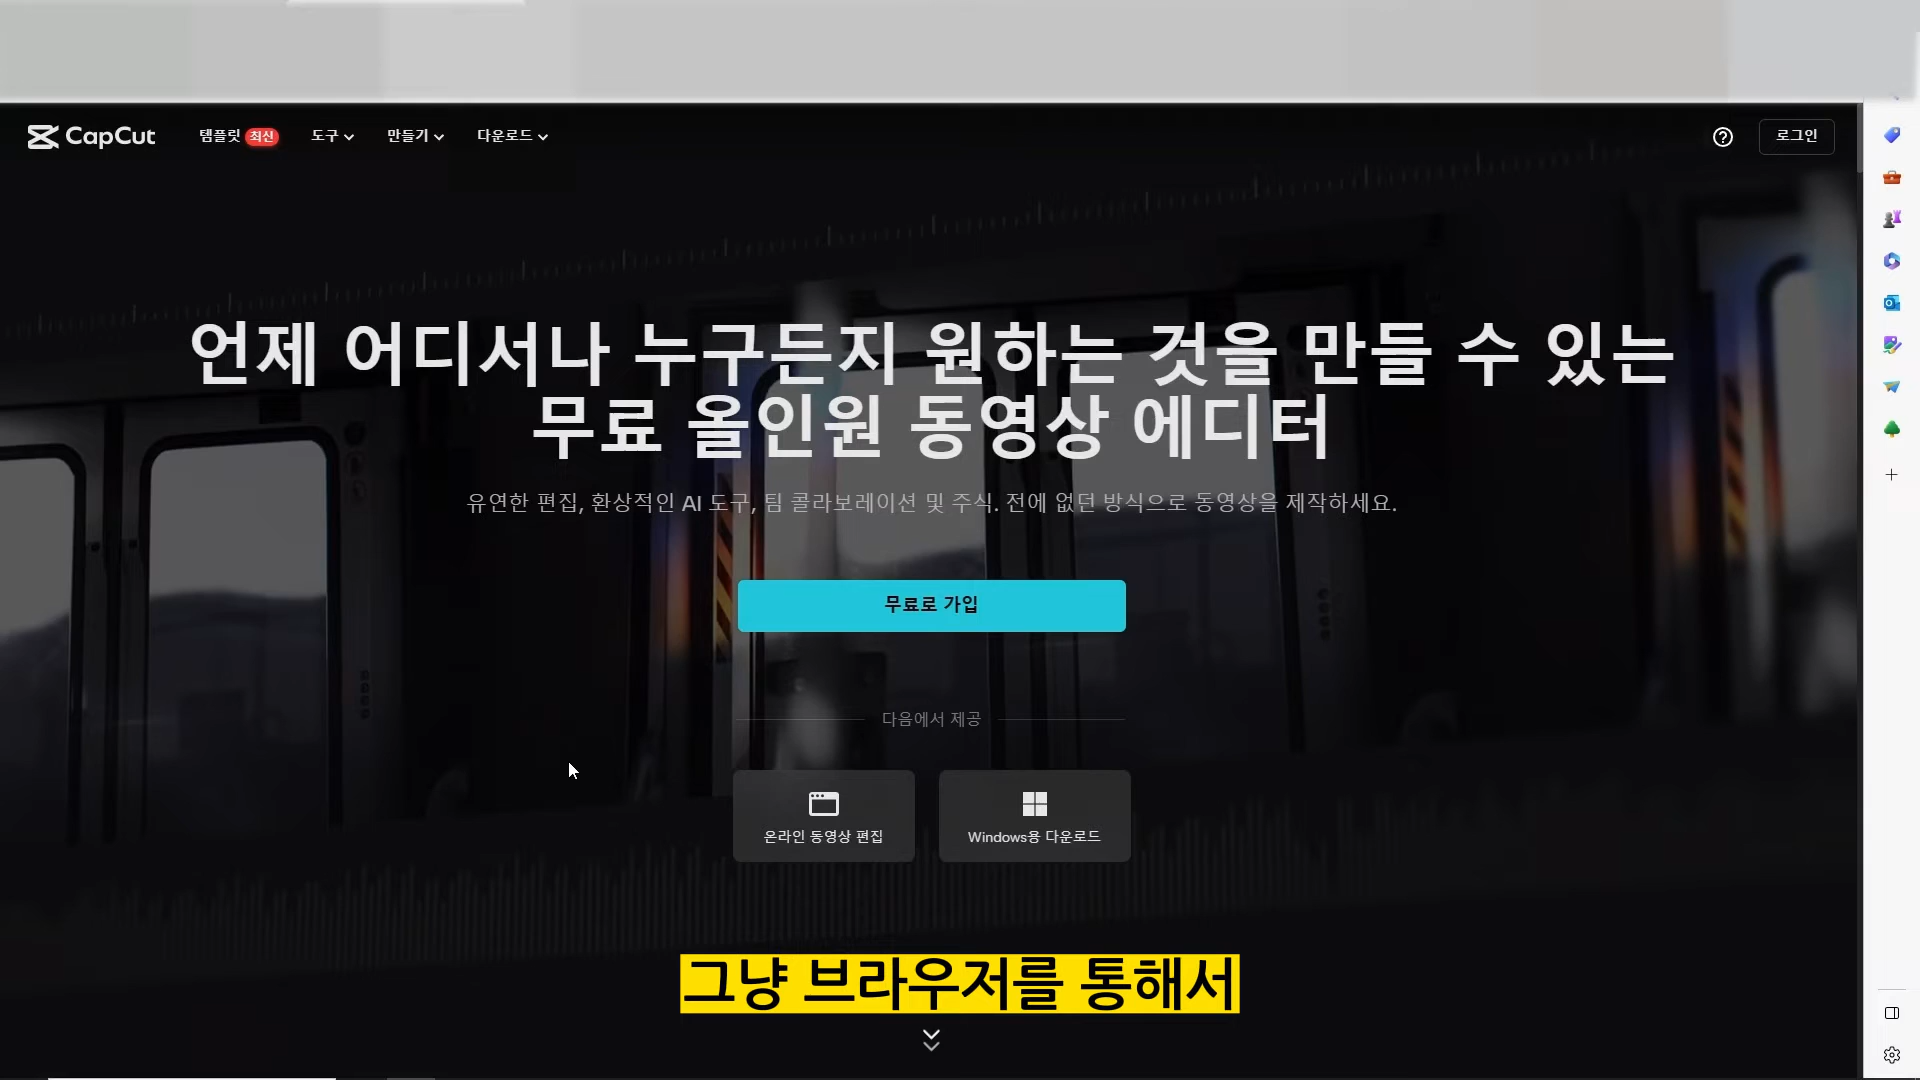 CapCut 템플릿 최신 도구 만들기 다운로드 로그인
언제 어디서나 누구든지 원하는 것을 만들 수 있는
무료 올인원 동영상 에디터
유연한 편집, 환상적인 AI 도구, 팀 콜라보레이션 및 주식. 전에 없던 방식으로 동영상을 제작하세요.
무료로 가입
다음에서 제공
온라인 동영상 편집 Windows용 다운로드
그냥 브라우저를 통해서